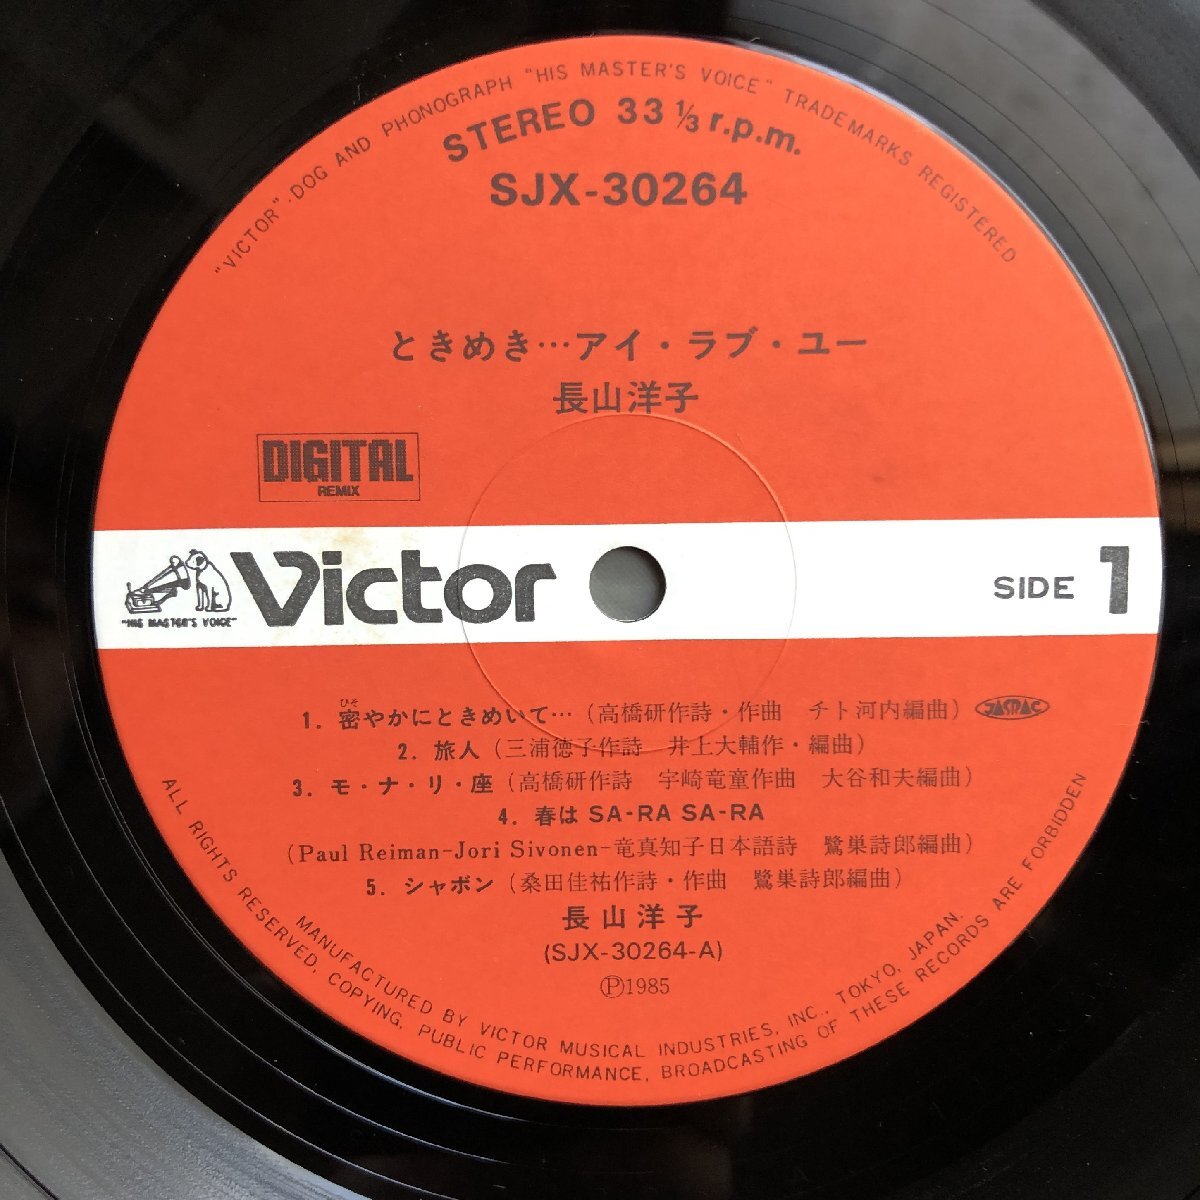 "VICTOR"·DOG AND PHONOGRAPH "HIS MASTER'S VOICE" TRADEMARKS REGISTERED
STEREO 33 ⅓ r.p.m.
SJX-30264
ときめき…アイ・ラブ・ユー
長山洋子
DIGITAL
REMIX
"HIS MASTER'S VOICE"
Victor
SIDE 1
ひそ
1. 密やかにときめいて…(高橋研作詩・作曲 チト河内編曲) JASRAC
2. 旅人(三浦徳子作詩 井上大輔作・編曲)
3. モ・ナ・リ・座(高橋研作詩 宇崎竜童作曲 大谷和夫編曲)
4. 春は SA-RA SA-RA
(Paul Reiman-Jori Sivonen-竜真知子日本語詩 鷺巣詩郎編曲)
5. シャボン(桑田佳祐作詩・作曲 鷺巣詩郎編曲)
長山洋子
(SJX-30264-A)
Ⓟ1985
MANUFACTURED BY VICTOR MUSICAL INDUSTRIES, INC., TOKYO, JAPAN.
ALL RIGHTS RESERVED, COPYING, PUBLIC PERFORMANCE, BROADCASTING OF THESE RECORDS ARE FORBIDDEN